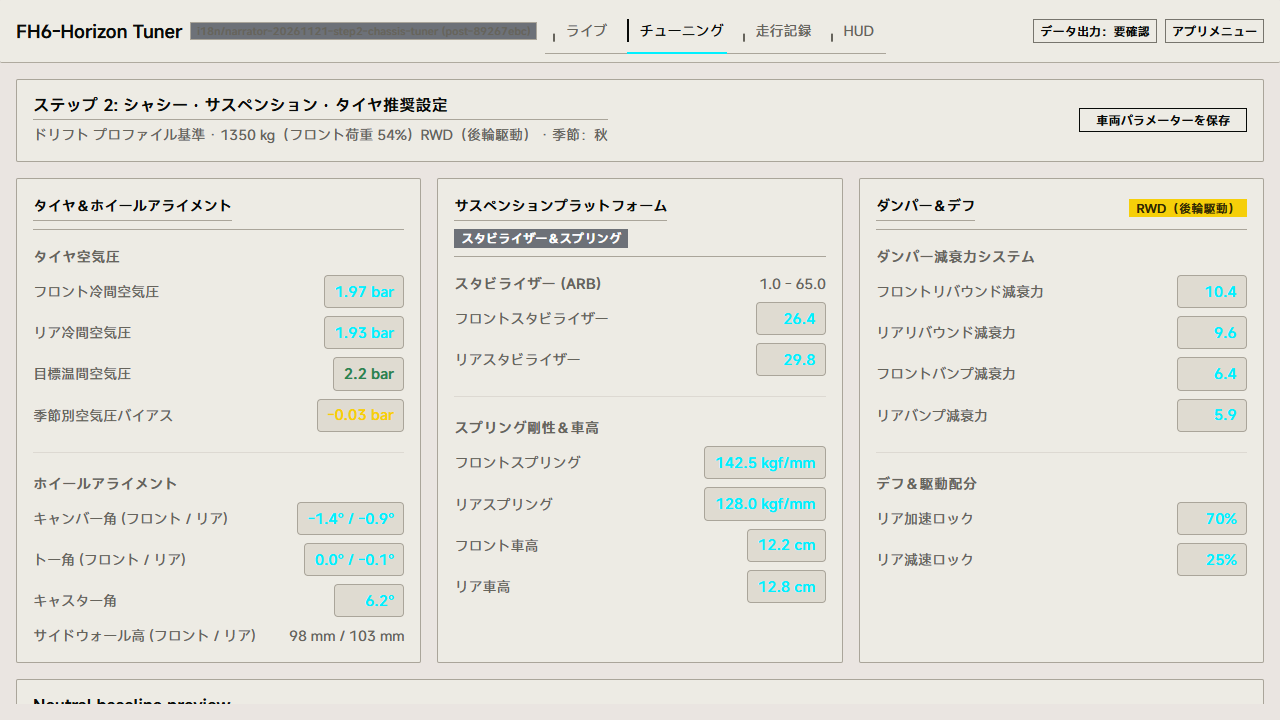 FH6-Horizon Tuner
i18n/narrator-20261121-step2-chassis-tuner (post-89267ebc)
ライブ
チューニング
走行記録
HUD
データ出力: 要確認
アプリメニュー
ステップ 2: シャシー・サスペンション・タイヤ推奨設定
ドリフト プロファイル基準 · 1350 kg（フロント荷重 54%）RWD（後輪駆動） · 季節: 秋
車両パラメーターを保存
タイヤ＆ホイールアライメント
タイヤ空気圧
フロント冷間空気圧 1.97 bar
リア冷間空気圧 1.93 bar
目標温間空気圧 2.2 bar
季節別空気圧バイアス -0.03 bar
ホイールアライメント
キャンバー角 (フロント / リア) -1.4° / -0.9°
トー角 (フロント / リア) 0.0° / -0.1°
キャスター角 6.2°
サイドウォール高 (フロント / リア) 98 mm / 103 mm
サスペンションプラットフォーム
スタビライザー＆スプリング
スタビライザー (ARB) 1.0 - 65.0
フロントスタビライザー 26.4
リアスタビライザー 29.8
スプリング剛性＆車高
フロントスプリング 142.5 kgf/mm
リアスプリング 128.0 kgf/mm
フロント車高 12.2 cm
リア車高 12.8 cm
ダンパー＆デフ
RWD（後輪駆動）
ダンパー減衰力システム
フロントリバウンド減衰力 10.4
リアリバウンド減衰力 9.6
フロントバンプ減衰力 6.4
リアバンプ減衰力 5.9
デフ＆駆動配分
リア加速ロック 70%
リア減速ロック 25%
Neutral baseline preview